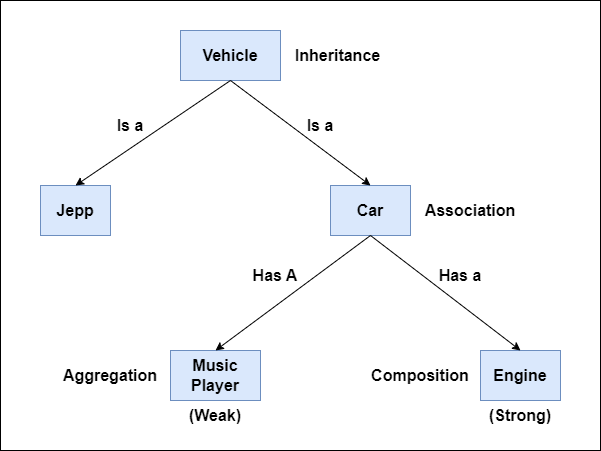 Vehicle
Inheritance
Is a
Is a
Jepp
Car
Association
Has A
Has a
Aggregation
Music
Player
Composition
Engine
(Weak)
(Strong)